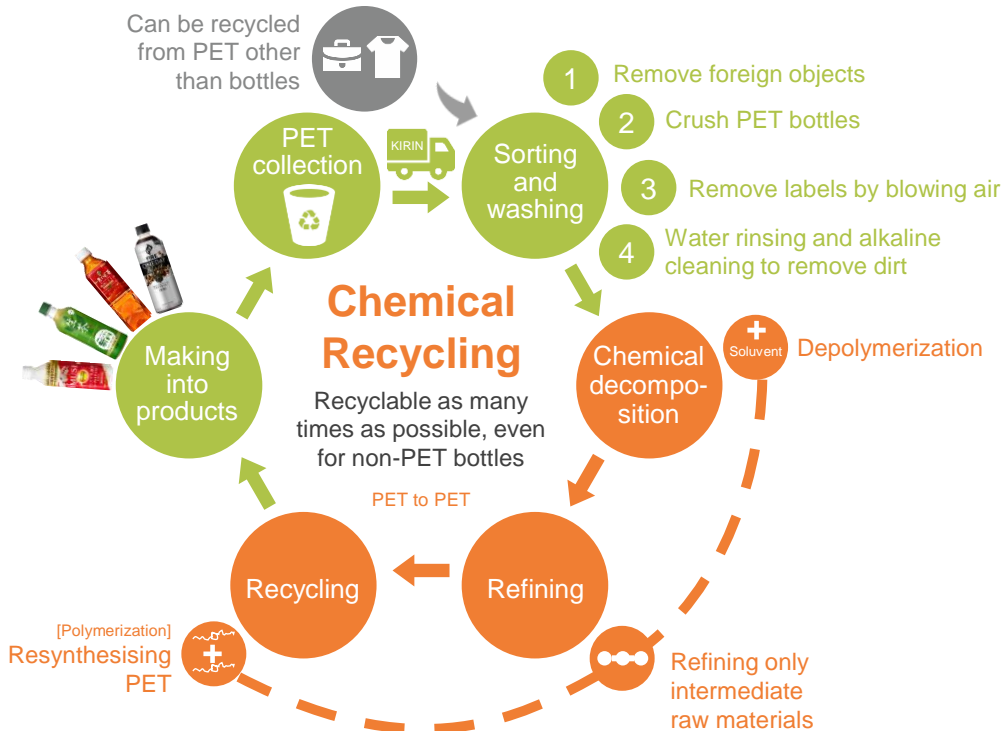 Can be recycled
from PET other
than bottles
PET
collection
KIRIN
Sorting
and
washing
1
Remove foreign objects
2
Crush PET bottles
3
Remove labels by blowing air
4
Water rinsing and alkaline
cleaning to remove dirt
Chemical
Recycling
Recyclable as many
times as possible, even
for non-PET bottles
PET to PET
Making
into
products
Chemical
decompo-
sition
+
Soluvent
Depolymerization
Recycling
Refining
[Polymerization]
Resynthesising
PET
+
Refining only
intermediate
raw materials